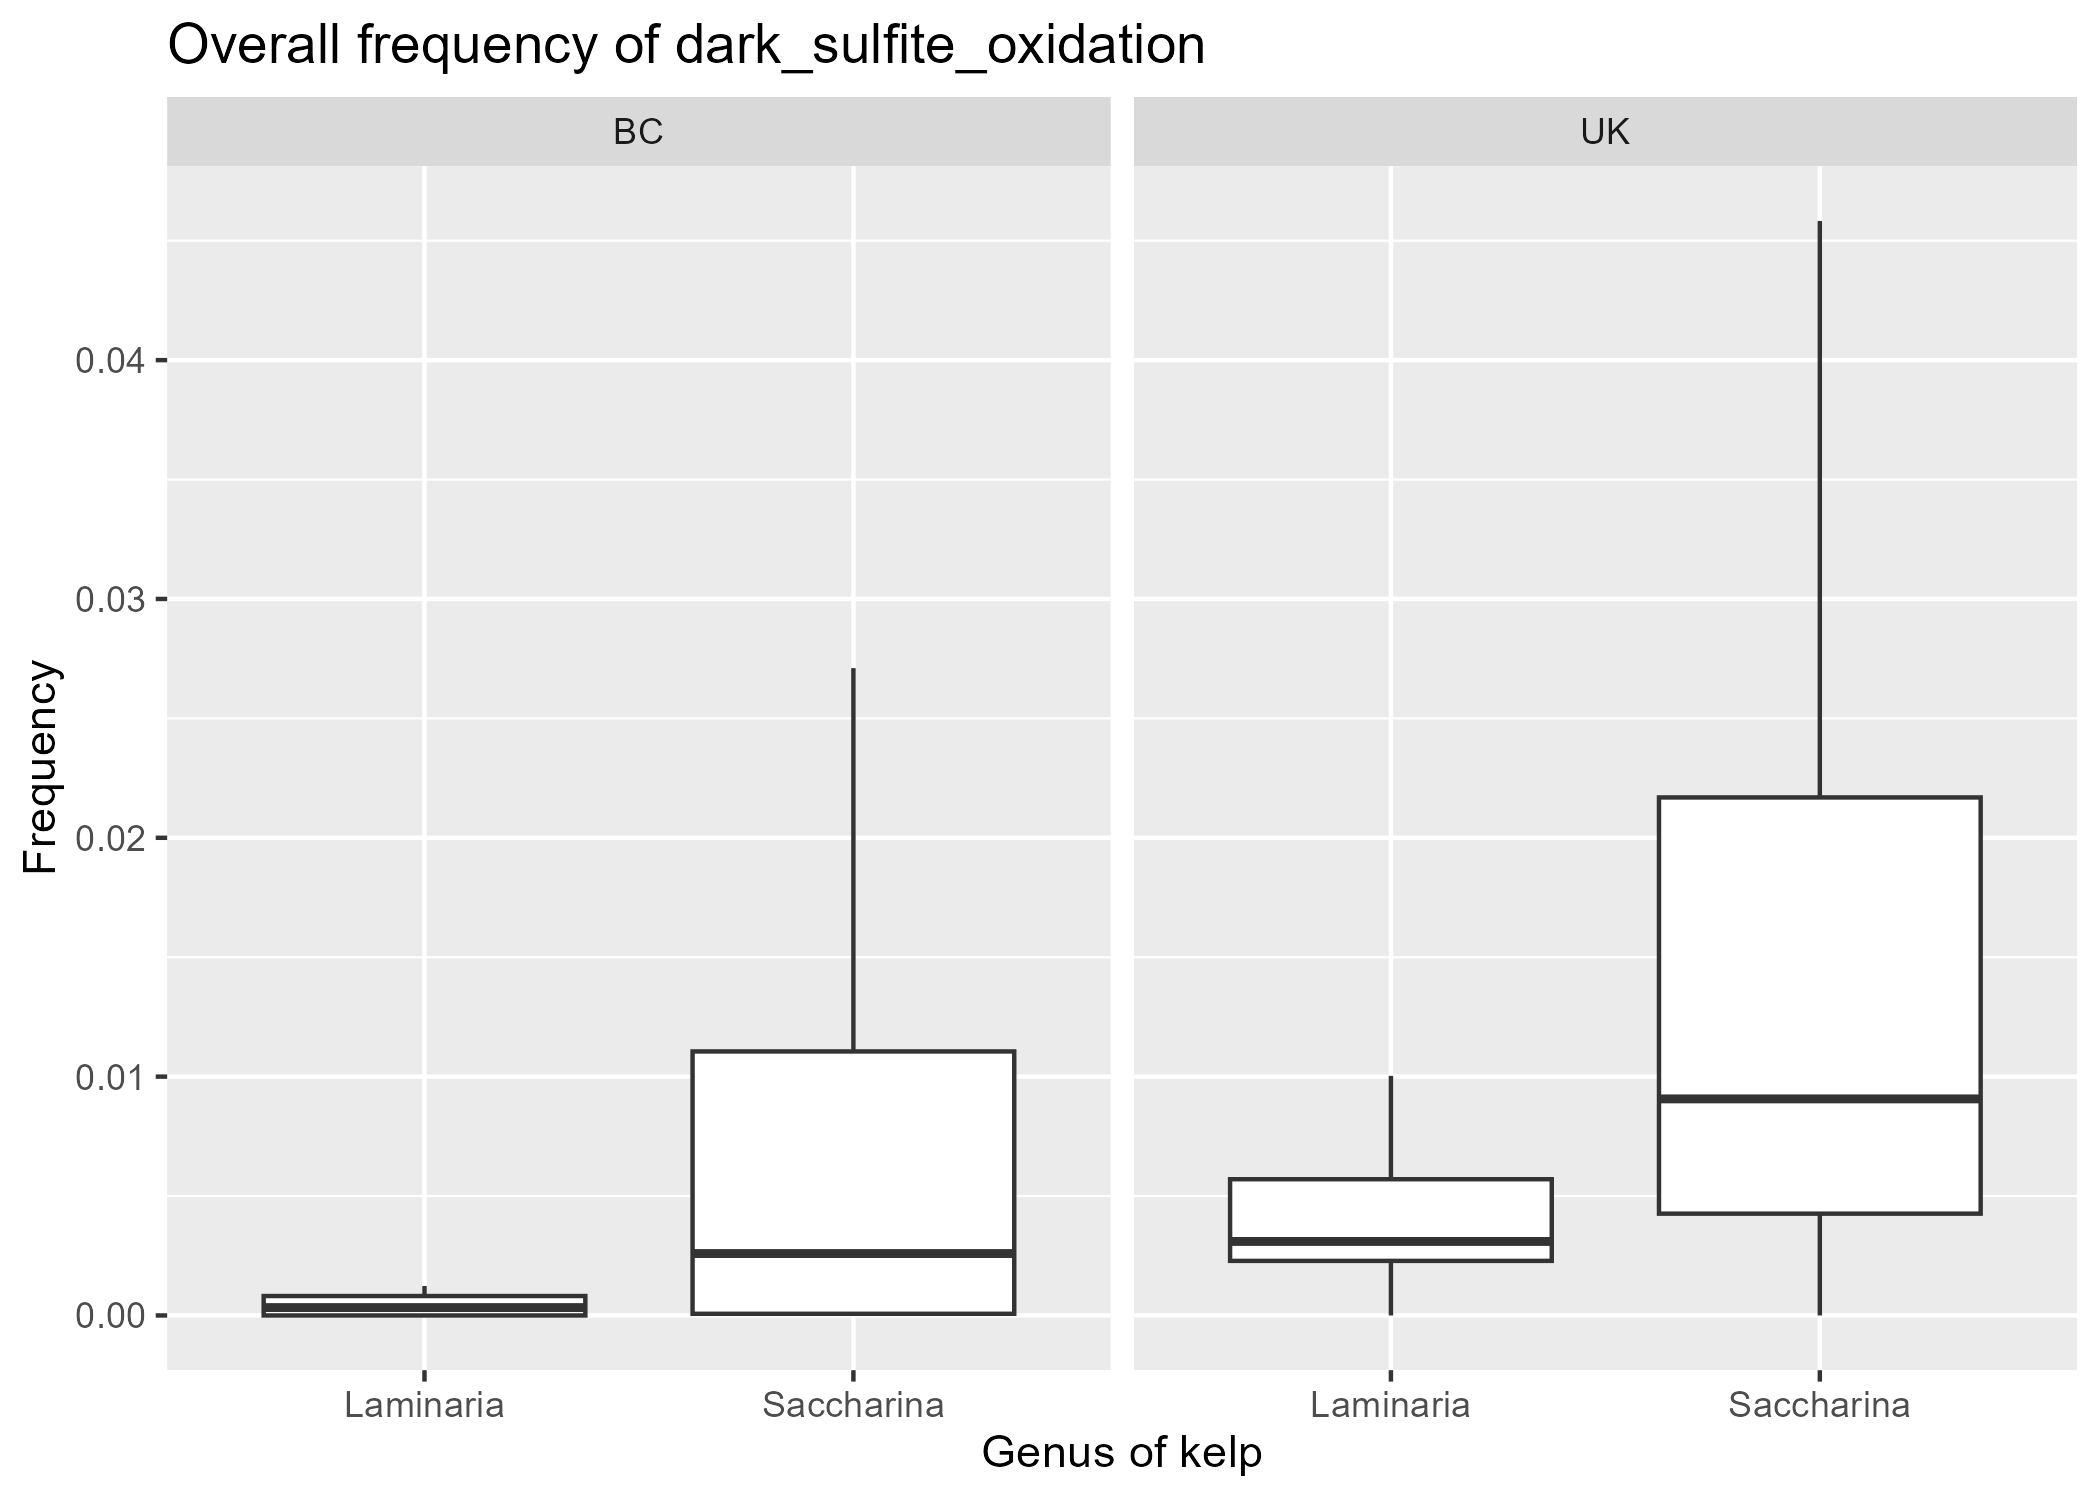 Overall frequency of dark_sulfite_oxidation
BC
UK
Frequency
0.04
0.03
0.02
0.01
0.00
Laminaria
Saccharina
Laminaria
Saccharina
Genus of kelp